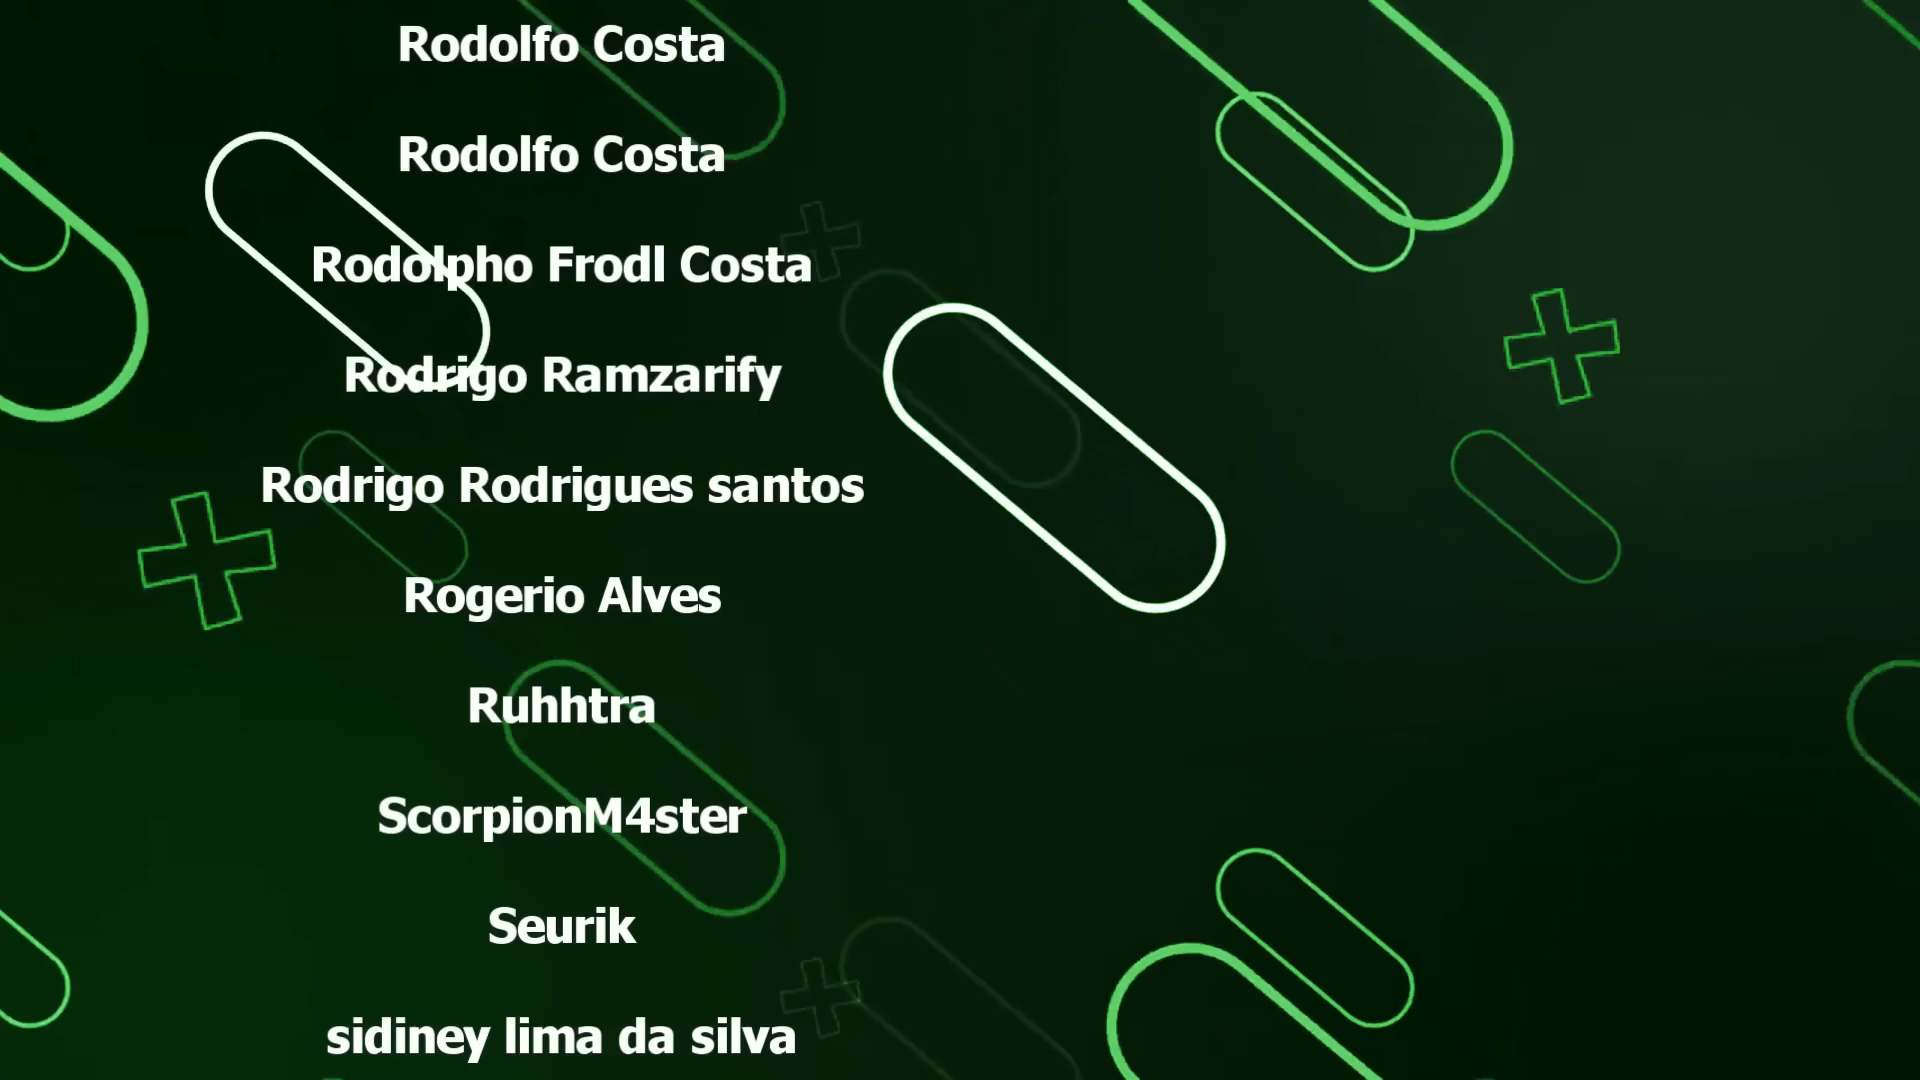 Rodolfo Costa
Rodolfo Costa
Rodolpho Frodl Costa
Rodrigo Ramzarify
Rodrigo Rodrigues santos
Rogerio Alves
Ruhhtra
ScorpionM4ster
Seurik
sidiney lima da silva